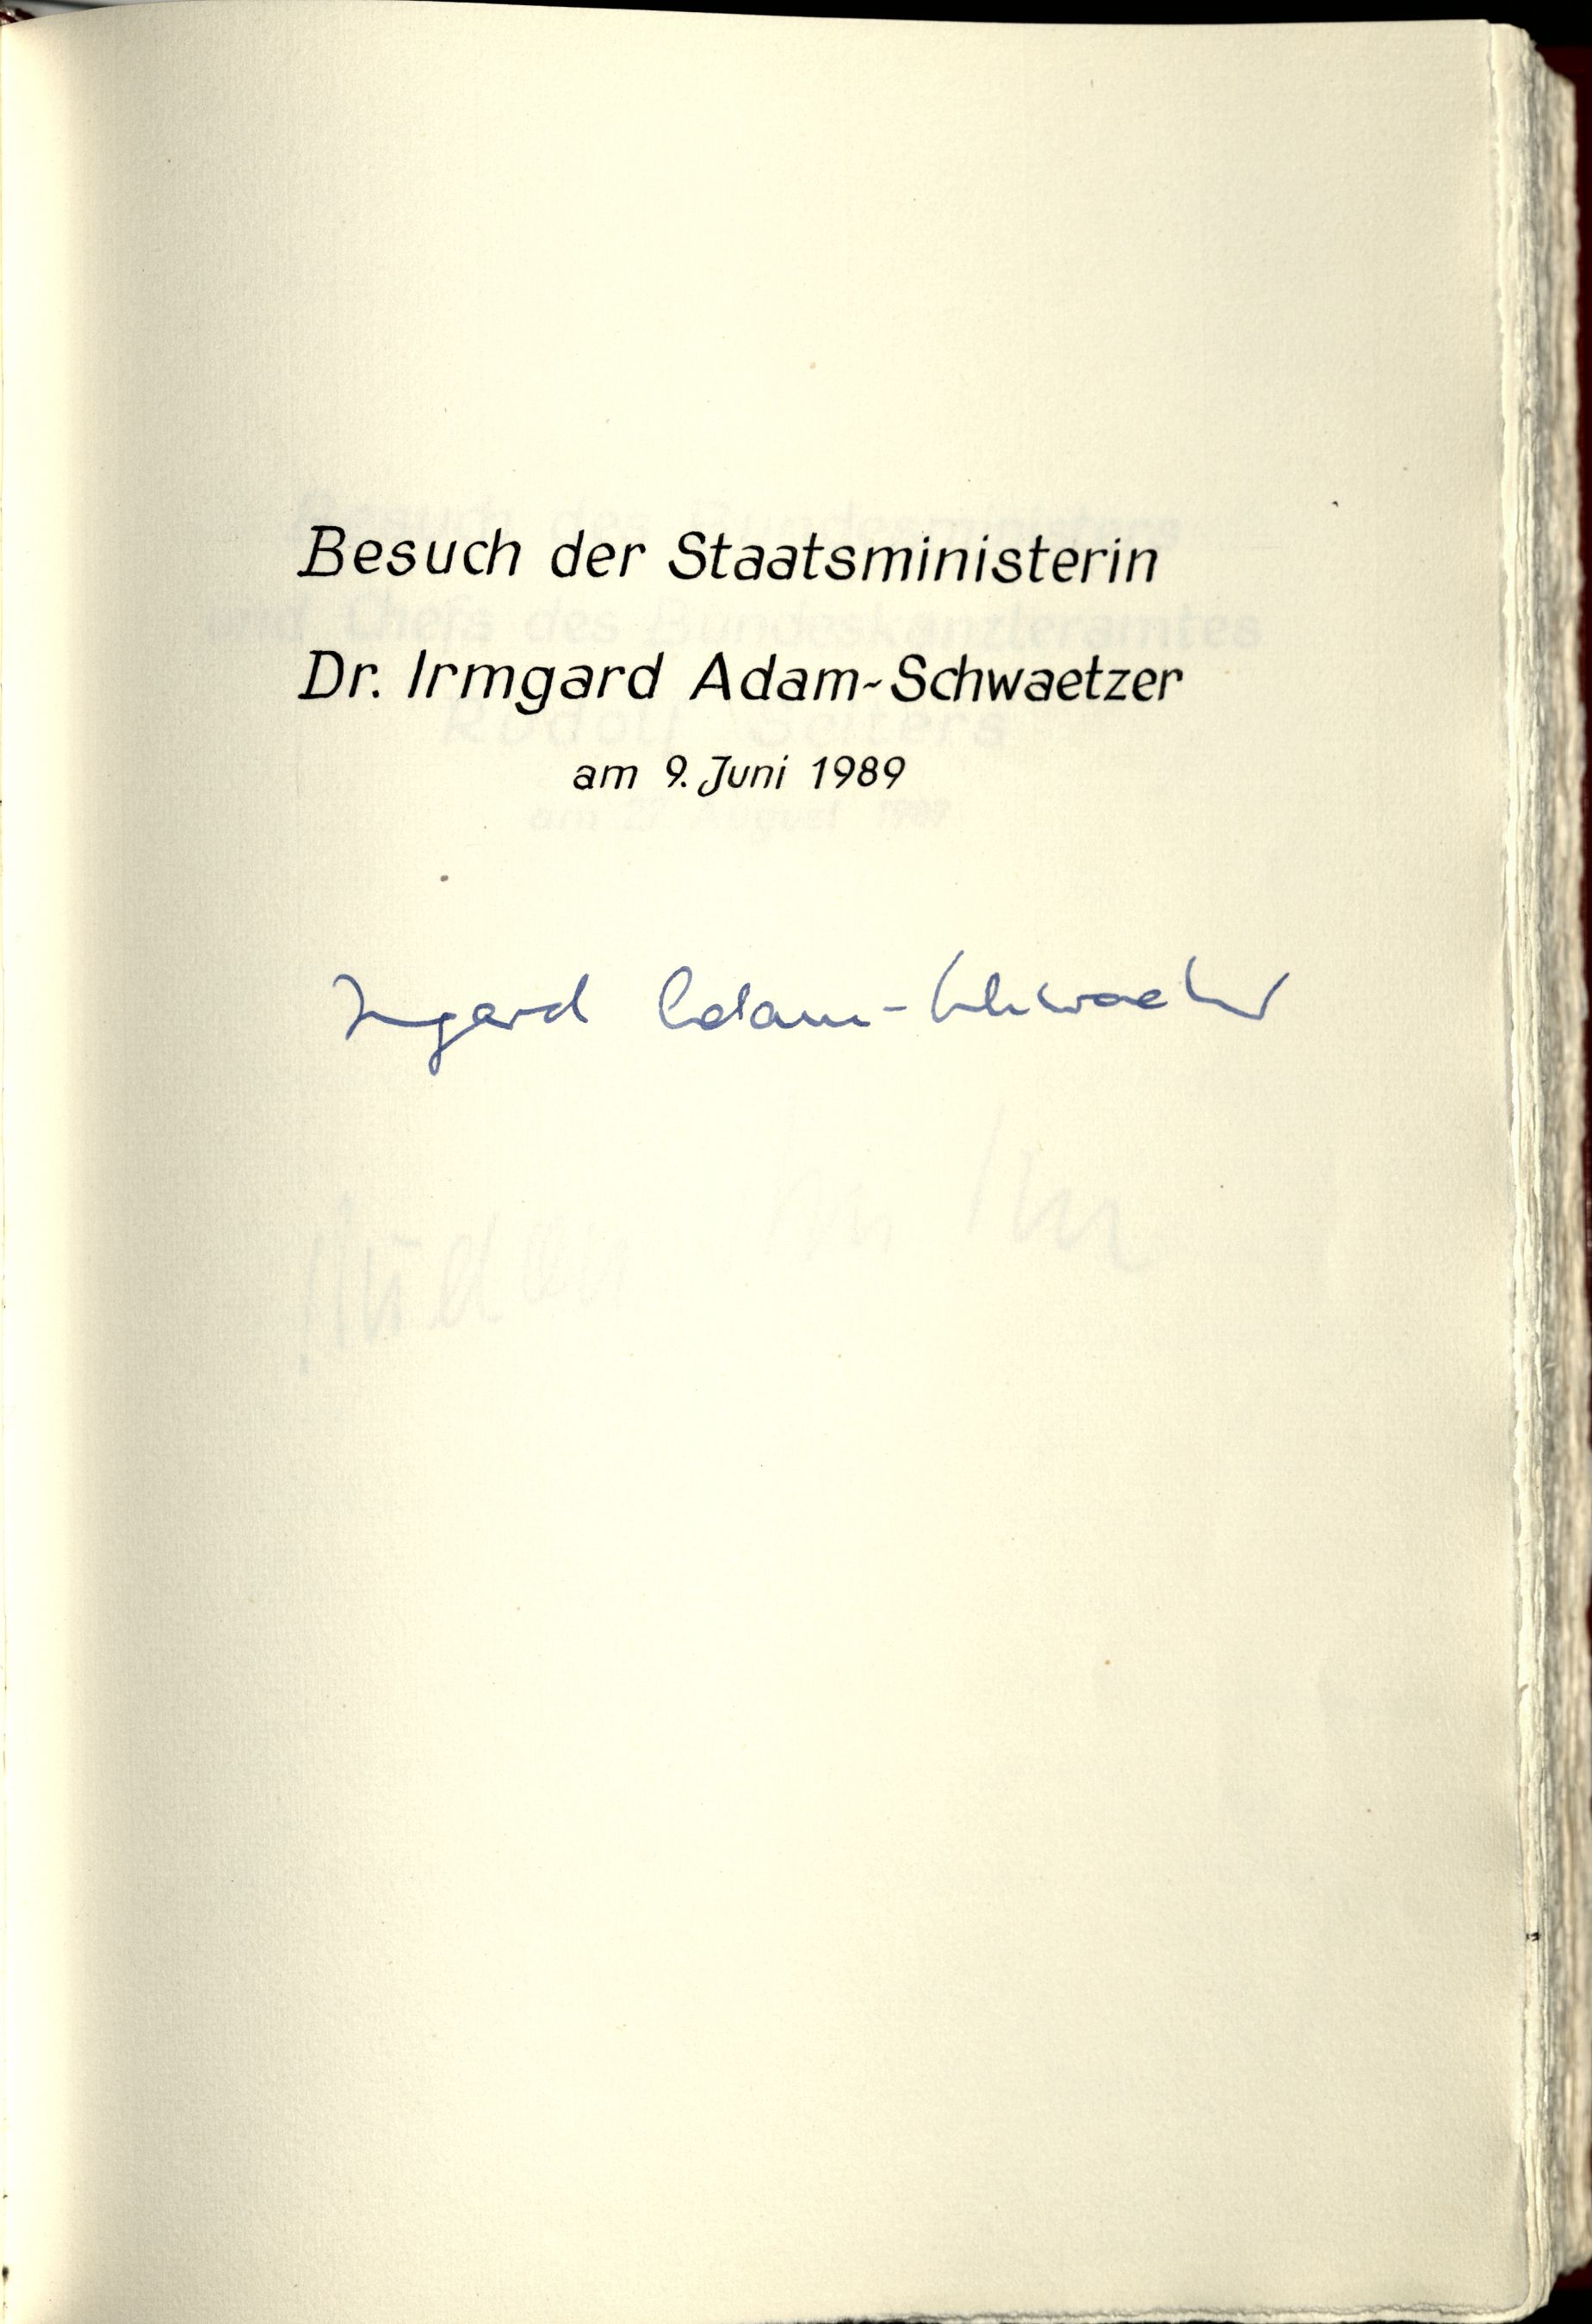 Besuch der Staatsministerin
Dr. Irmgard Adam-Schwaetzer
am 9. Juni 1989
Irmgard Adam-Schwaetzer